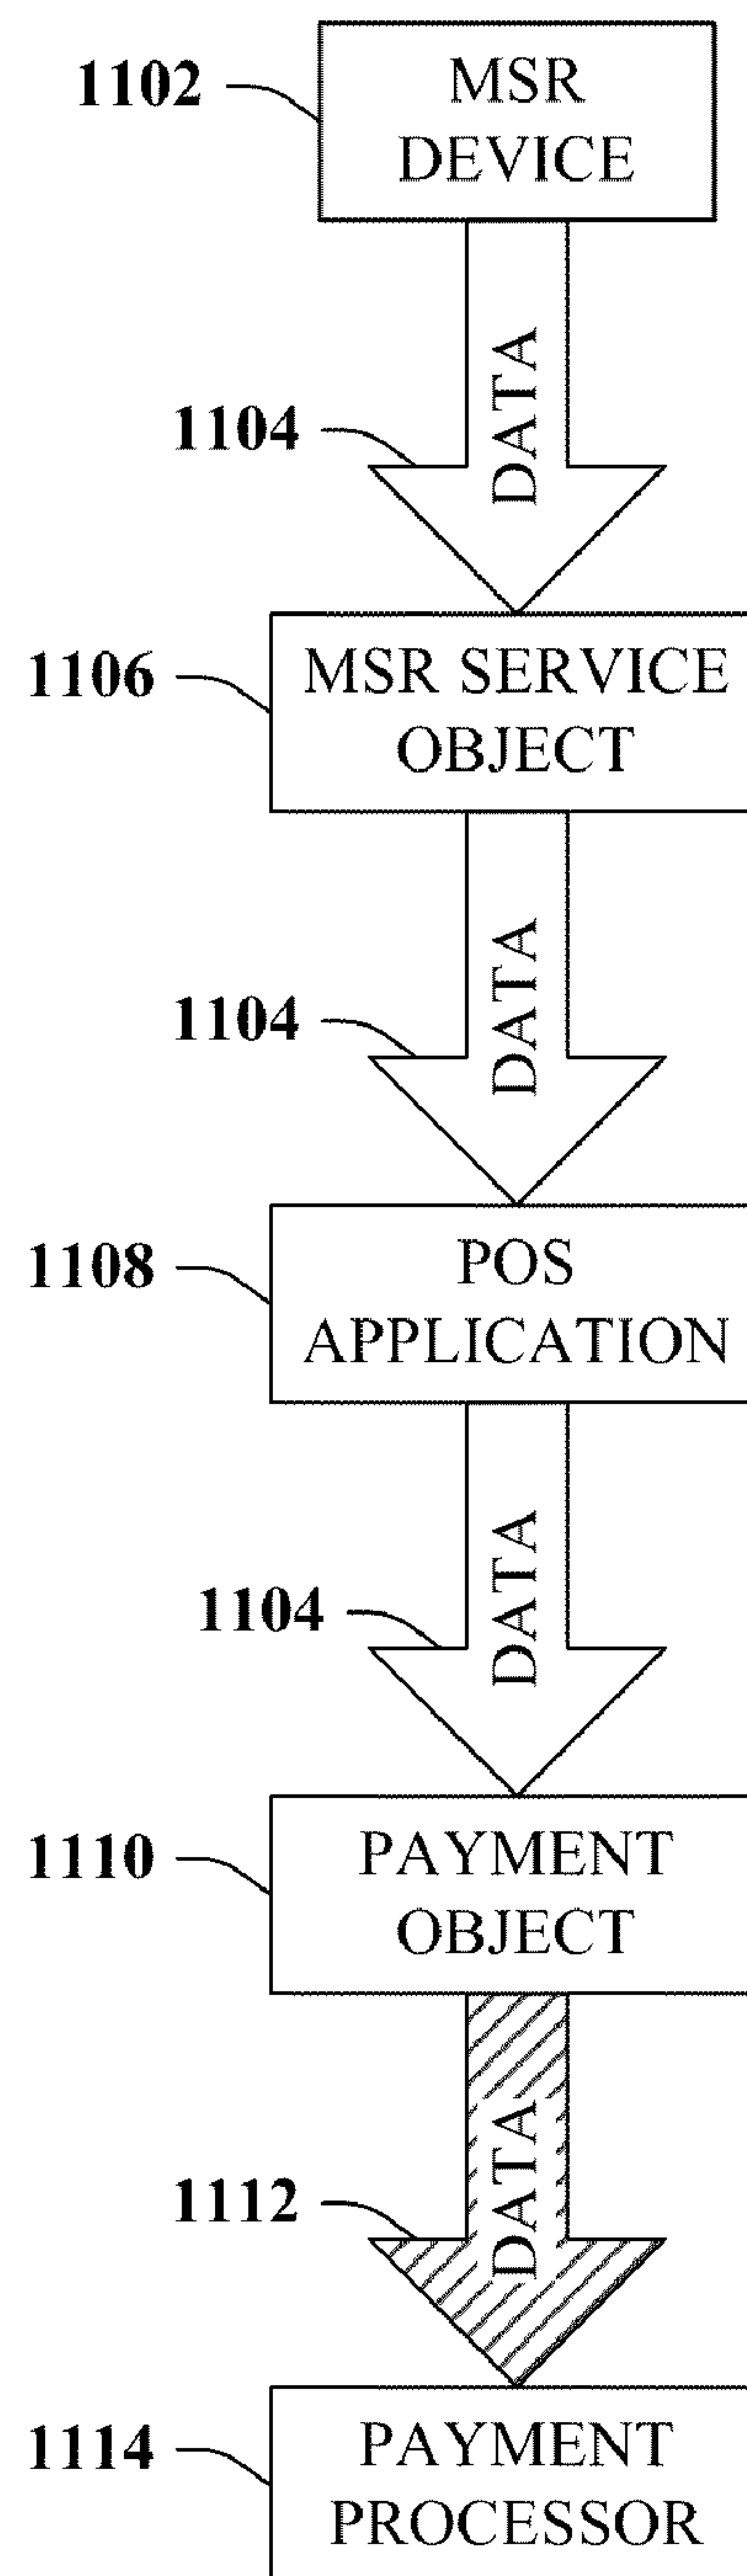 1102
MSR
DEVICE
1104
DATA
1106
MSR SERVICE
OBJECT
1104
DATA
1108
POS
APPLICATION
1104
DATA
1110
PAYMENT
OBJECT
1112
DATA
1114
PAYMENT
PROCESSOR